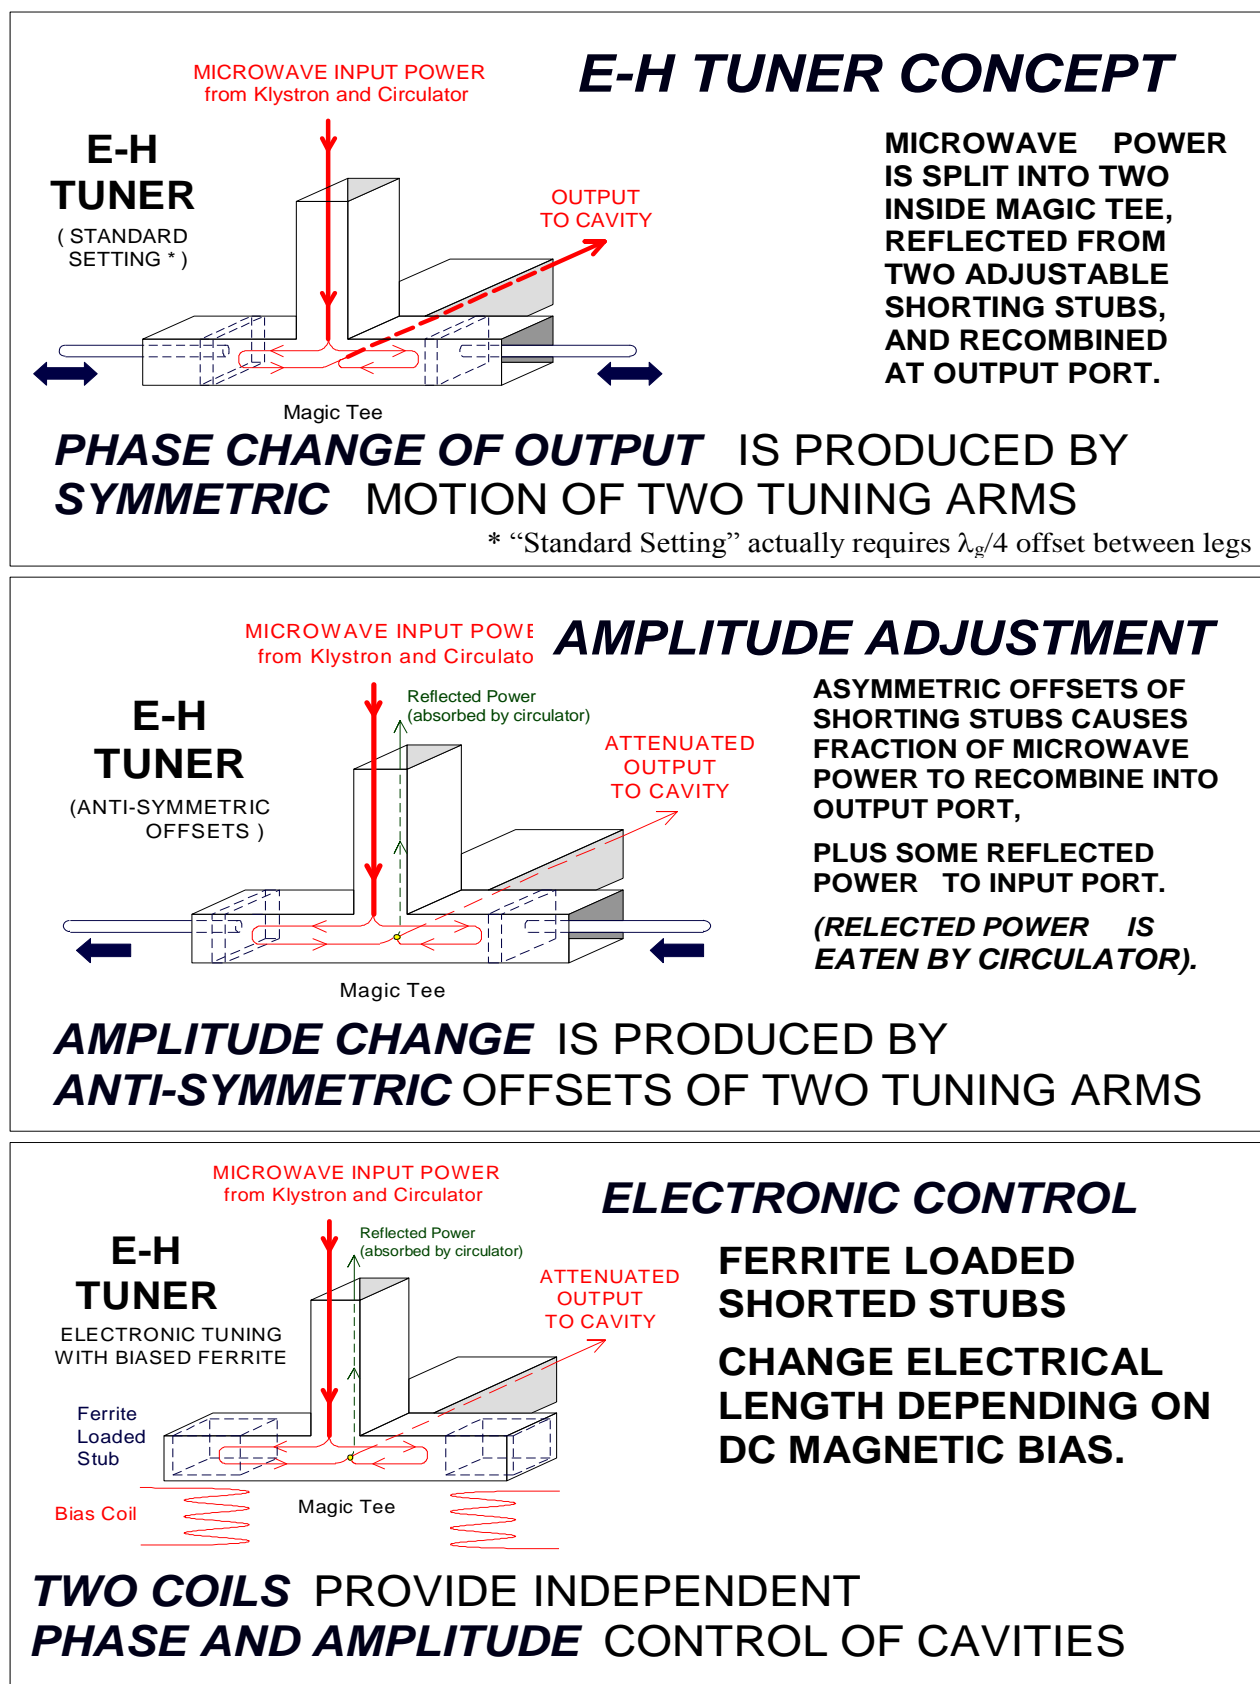 E-H TUNER CONCEPT
MICROWAVE INPUT POWER
from Klystron and Circulator
E-H
TUNER
( STANDARD
SETTING * )
OUTPUT
TO CAVITY
MICROWAVE POWER
IS SPLIT INTO TWO
INSIDE MAGIC TEE,
REFLECTED FROM
TWO ADJUSTABLE
SHORTING STUBS,
AND RECOMBINED
AT OUTPUT PORT.
Magic Tee
PHASE CHANGE OF OUTPUT IS PRODUCED BY
SYMMETRIC MOTION OF TWO TUNING ARMS
* “Standard Setting” actually requires λg/4 offset between legs
AMPLITUDE ADJUSTMENT
MICROWAVE INPUT POWE
from Klystron and Circulato
Reflected Power
(absorbed by circulator)
E-H
TUNER
(ANTI-SYMMETRIC
OFFSETS )
ATTENUATED
OUTPUT
TO CAVITY
ASYMMETRIC OFFSETS OF
SHORTING STUBS CAUSES
FRACTION OF MICROWAVE
POWER TO RECOMBINE INTO
OUTPUT PORT,
PLUS SOME REFLECTED
POWER TO INPUT PORT.
(RELECTED POWER IS
EATEN BY CIRCULATOR).
Magic Tee
AMPLITUDE CHANGE IS PRODUCED BY
ANTI-SYMMETRIC OFFSETS OF TWO TUNING ARMS
ELECTRONIC CONTROL
MICROWAVE INPUT POWER
from Klystron and Circulator
Reflected Power
(absorbed by circulator)
E-H
TUNER
ELECTRONIC TUNING
WITH BIASED FERRITE
ATTENUATED
OUTPUT
TO CAVITY
FERRITE LOADED
SHORTED STUBS
CHANGE ELECTRICAL
LENGTH DEPENDING ON
DC MAGNETIC BIAS.
Ferrite
Loaded
Stub
Bias Coil
Magic Tee
TWO COILS PROVIDE INDEPENDENT
PHASE AND AMPLITUDE CONTROL OF CAVITIES